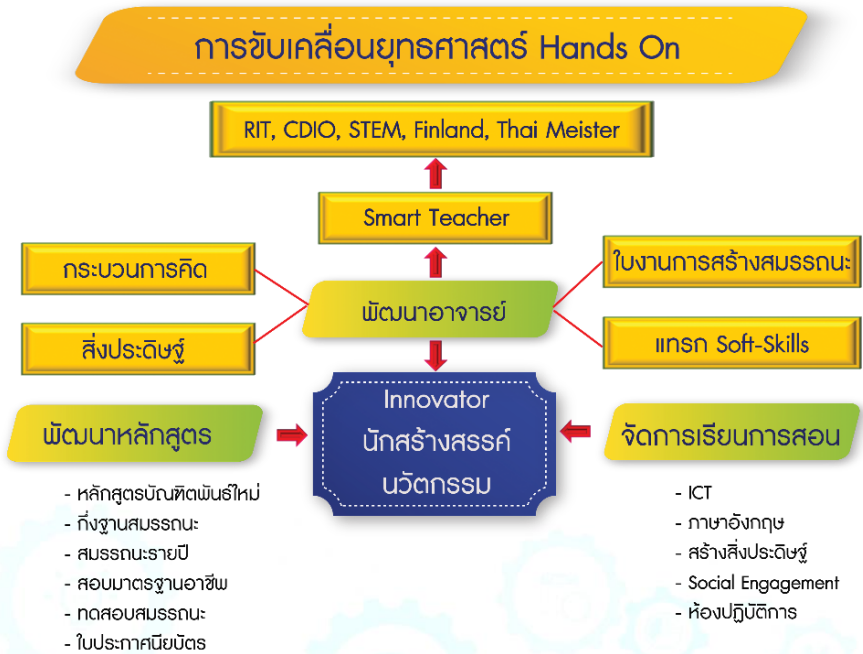 การขับเคลื่อนยุทธศาสตร์ Hands On
RIT, CDIO, STEM, Finland, Thai Meister
Smart Teacher
กระบวนการคิด
ใบงานการสร้างสมรรถนะ
พัฒนาอาจารย์
สิ่งประดิษฐ์
แทรก Soft-Skills
Innovator
นักสร้างสรรค์
นวัตกรรม
พัฒนาหลักสูตร
- หลักสูตรบัณฑิตพันธ์ใหม่
- กึ่งฐานสมรรถนะ
- สมรรถนะรายปี
- สอบมาตรฐานอาชีพ
- ทดสอบสมรรถนะ
- ใบประกาศนียบัตร
จัดการเรียนการสอน
- ICT
- ภาษาอังกฤษ
- สร้างสิ่งประดิษฐ์
- Social Engagement
- ห้องปฏิบัติการ